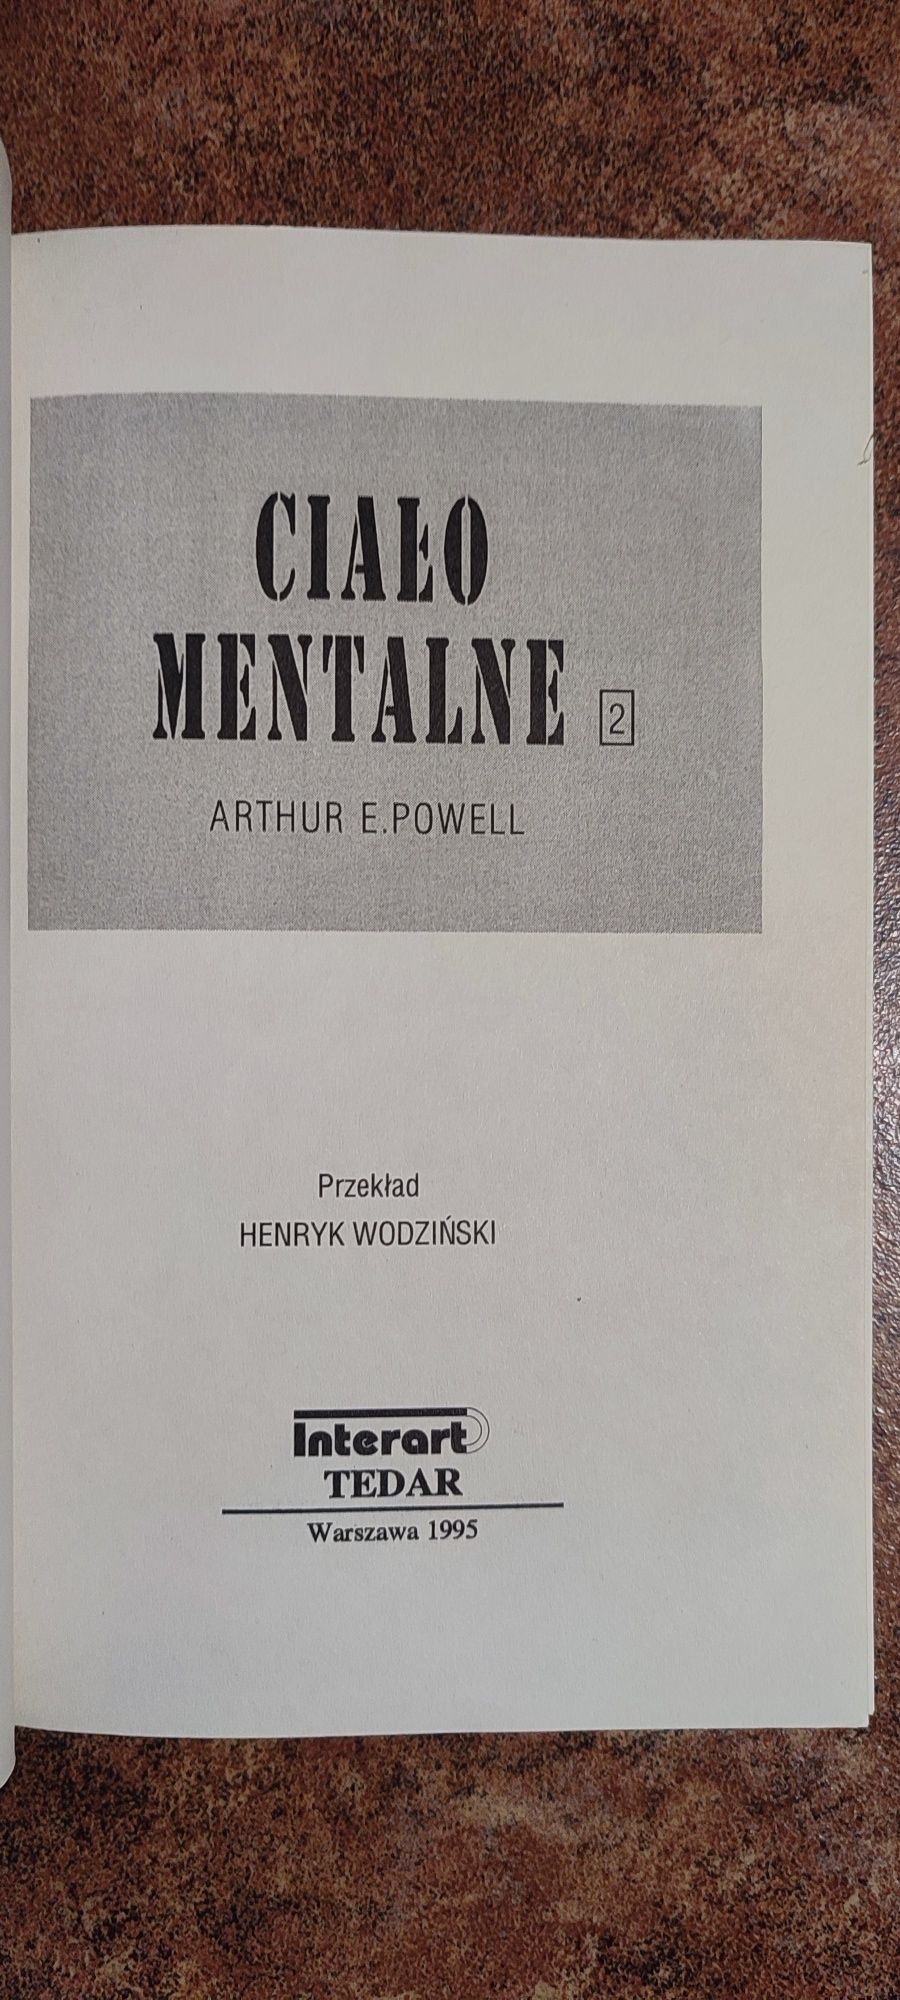 CIAŁO
MENTALNE 2
ARTHUR E.POWELL
Przekład
HENRYK WODZIŃSKI
Interart
TEDAR
Warszawa 1995